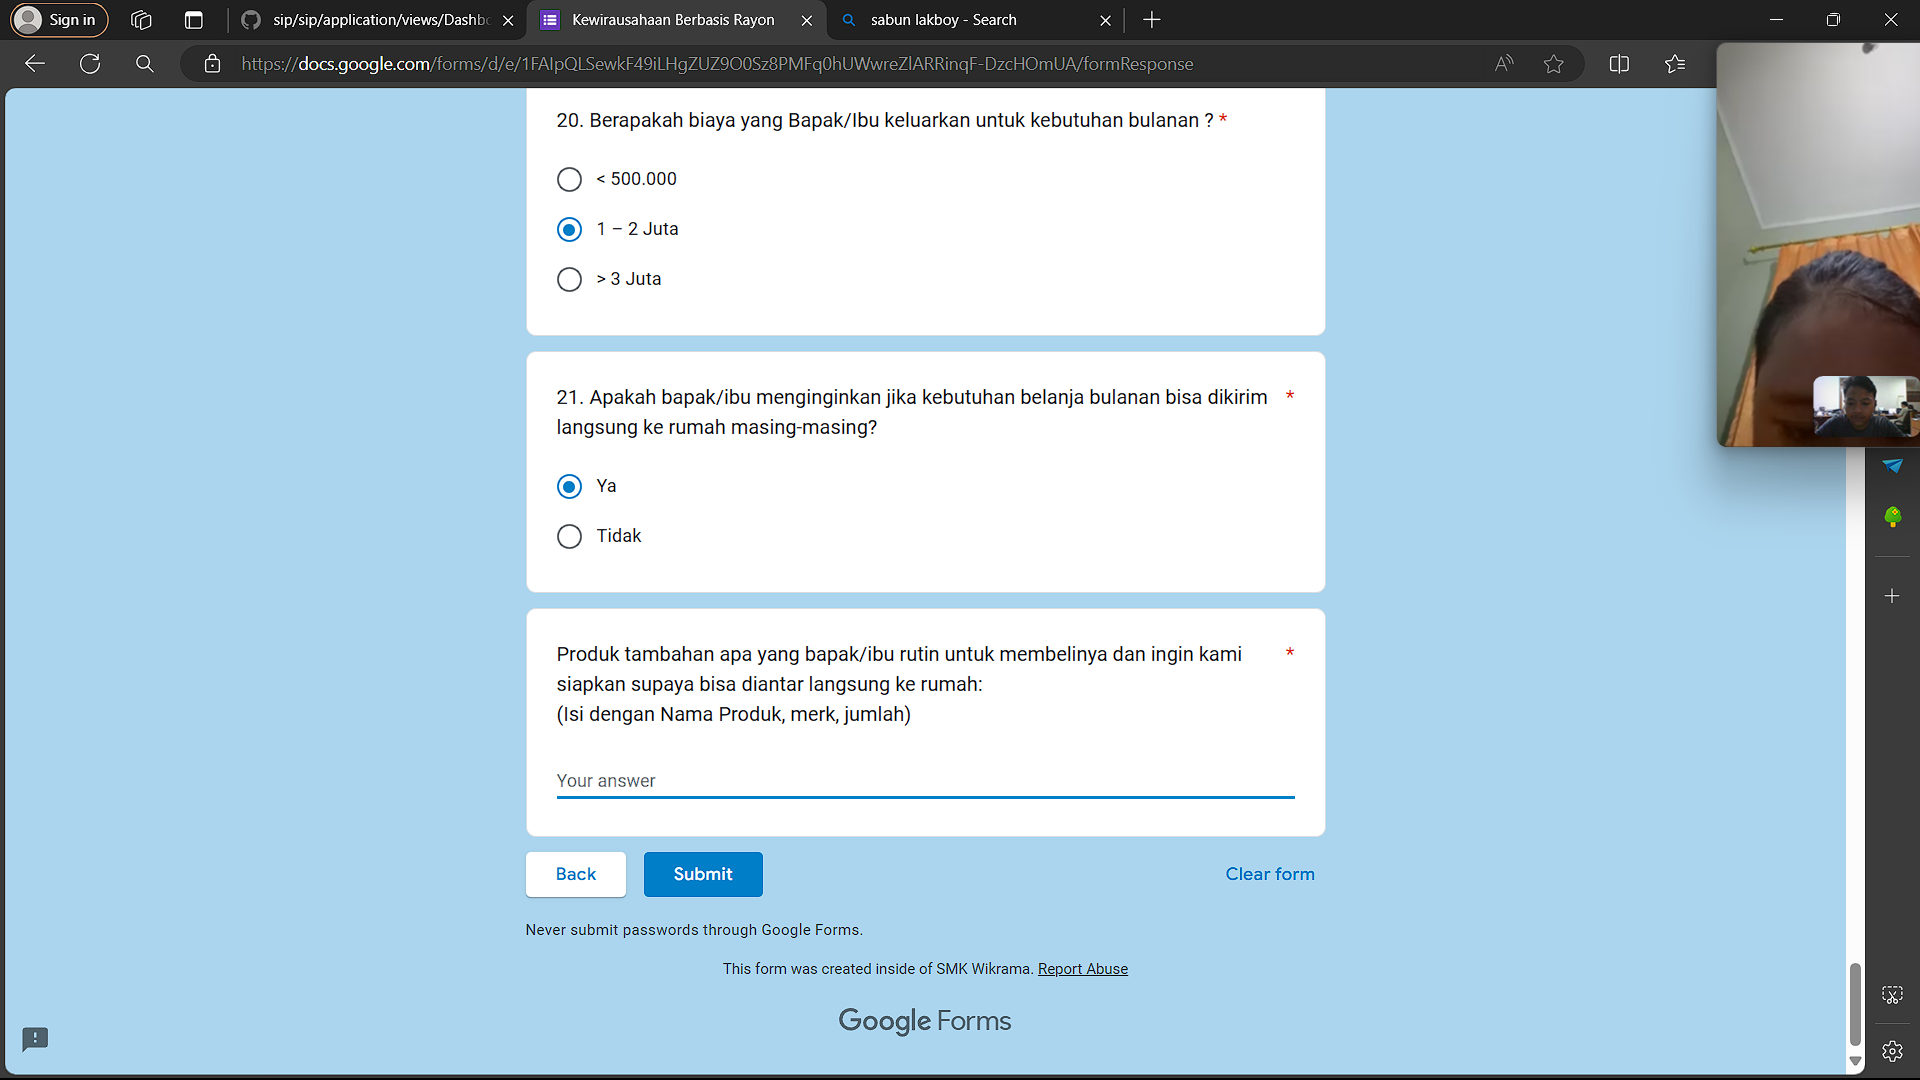 Sign in
sip/sip/application/views/Dashbo
Kewirausahaan Berbasis Rayon
sabun lakboy - Search
https://docs.google.com/forms/d/e/1FAIpQLSewkF49iLHgZUZ9O0Sz8PMFq0hUWwreZlARRinqF-DzcHOmUA/formResponse
20. Berapakah biaya yang Bapak/Ibu keluarkan untuk kebutuhan bulanan ? *
< 500.000
1 – 2 Juta
> 3 Juta
21. Apakah bapak/ibu menginginkan jika kebutuhan belanja bulanan bisa dikirim *
langsung ke rumah masing-masing?
Ya
Tidak
Produk tambahan apa yang bapak/ibu rutin untuk membelinya dan ingin kami *
siapkan supaya bisa diantar langsung ke rumah:
(Isi dengan Nama Produk, merk, jumlah)
Your answer
Back
Submit
Clear form
Never submit passwords through Google Forms.
This form was created inside of SMK Wikrama. Report Abuse
Google Forms